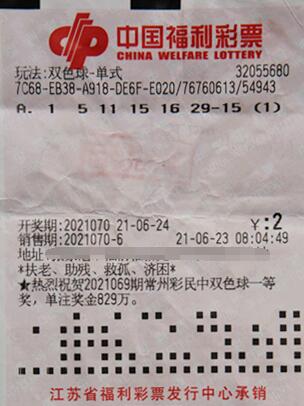 中国福利彩票
CHINA WELFARE LOTTERY
玩法:双色球-单式 32055680
7C68-EB38-A918-DE6F-E020/76760613/54943
A. 1 5 11 15 16 29-15 (1)
开奖期:2021070 21-06-24 ¥:2
销售期:2021070-6 21-06-23 08:04:49
地址:
*扶老、助残、救孤、济困*
★热烈祝贺2021069期常州彩民中双色球一等
奖,单注奖金829万。
江苏省福利彩票发行中心承销